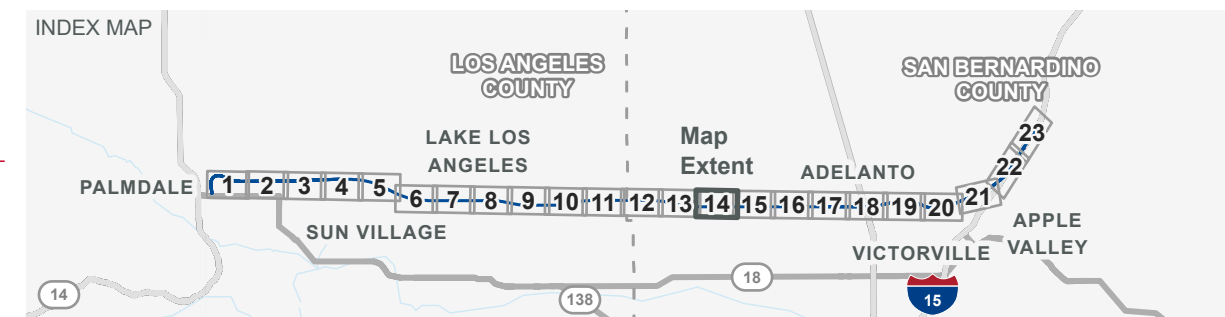 INDEX MAP
LOS ANGELES
COUNTY
SAN BERNARDINO
COUNTY
LAKE LOS
ANGELES
Map
Extent
ADELANTO
PALMDALE
1 2 3 4 5 6 7 8 9 10 11 12 13 14 15 16 17 18 19 20 21 22 23
SUN VILLAGE
APPLE
VALLEY
VICTORVILLE
14
138
18
15